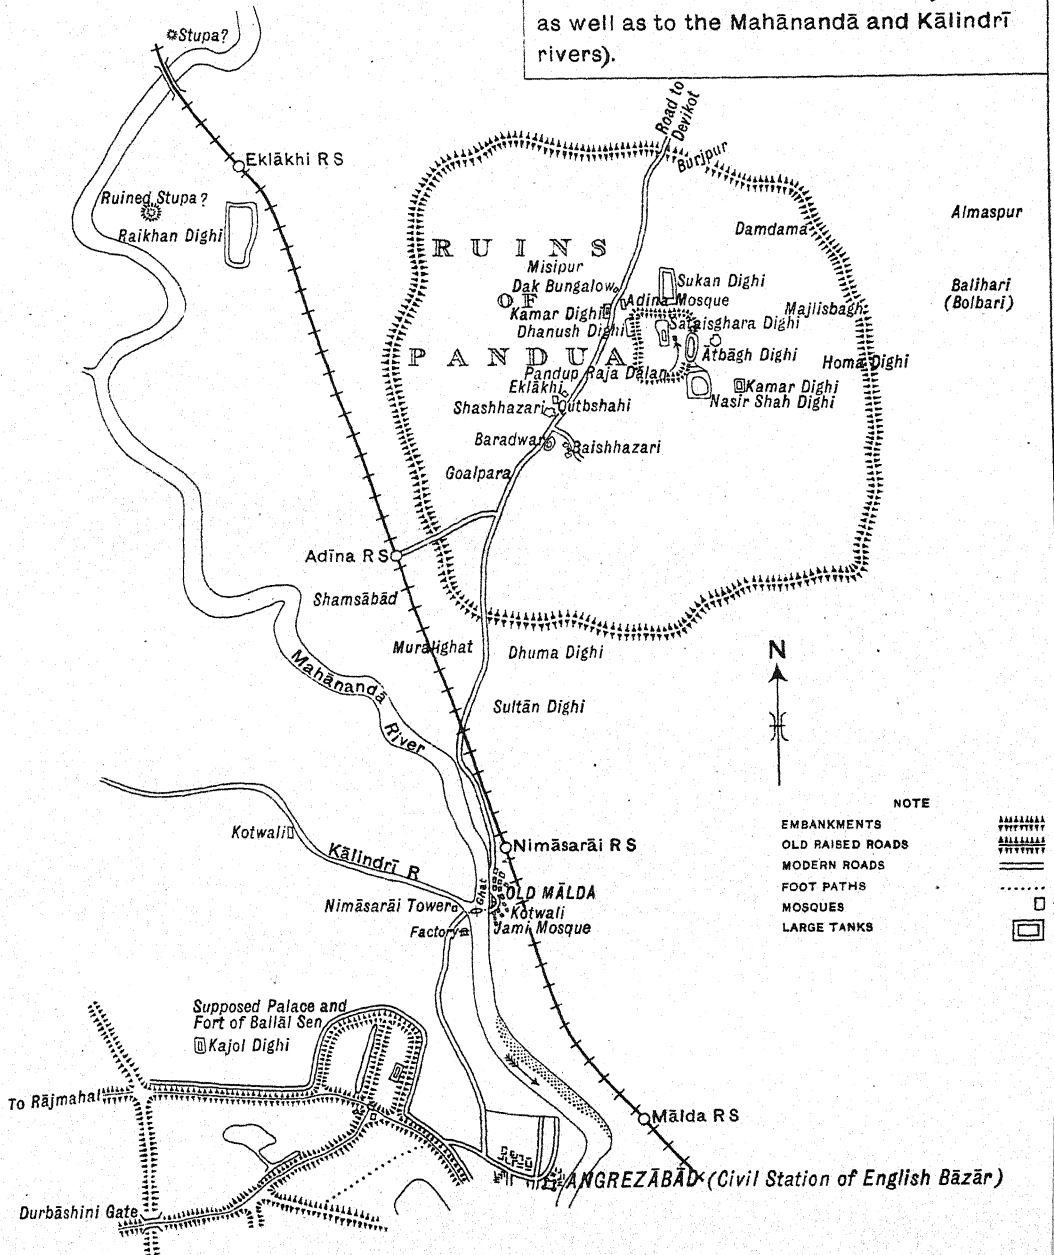 as well as to the Mahānandā and Kālindrī
rivers).
Stupa?
Road to
Devikot
Eklākhi R S
Burjpur
Ruined Stupa?
Raikhan Dighi
Almaspur
Damdama
RUINS
OF
PANDUA
Misipur
Dak Bungalow
Sukan Dighi
Adina Mosque
Balihari
(Bolbari)
Kamar Dighi
Majlisbagh
Dhanush Dighi
Sataisghara Dighi
Ātbāgh Dighi
Homa Dighi
Pandup Raja Dālan
Eklākhi
Kamar Dighi
Nasir Shah Dighi
Shashhazari
Qutbshahi
Baradwari
Baishhazari
Goalpara
Adīna R S
Shamsābād
Muralighat
Dhuma Dighi
N
Mahānandā
River
Sultān Dighi
NOTE
EMBANKMENTS
OLD RAISED ROADS
MODERN ROADS
FOOT PATHS
MOSQUES
LARGE TANKS
Kotwali
Kālindrī R
Nimāsarāi R S
Ghat
OLD MĀLDA
Nimāsarāi Tower
Kotwali
Factory
Jami Mosque
Supposed Palace and
Fort of Ballāl Sen
Kajol Dighi
To Rājmahal
Mālda R S
ANGREZĀBĀD (Civil Station of English Bāzār)
Durbāshini Gate